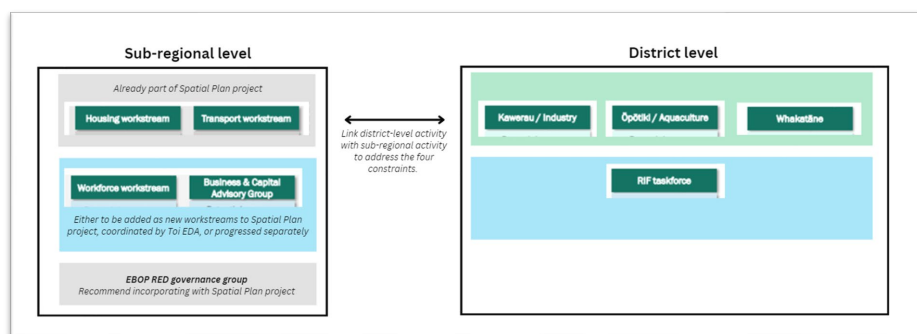 Sub-regional level
Already part of Spatial Plan project
Housing workstream
Transport workstream
Workforce workstream
Business & Capital
Advisory Group
Either to be added as new workstreams to Spatial Plan
project, coordinated by Toi EDA, or progressed separately
EBOP RED governance group
Recommend incorporating with Spatial Plan project
Link district-level activity
with sub-regional activity
to address the four
constraints.
District level
Kawerau / Industry
Ōpōtiki / Aquaculture
Whakatāne
RIF taskforce